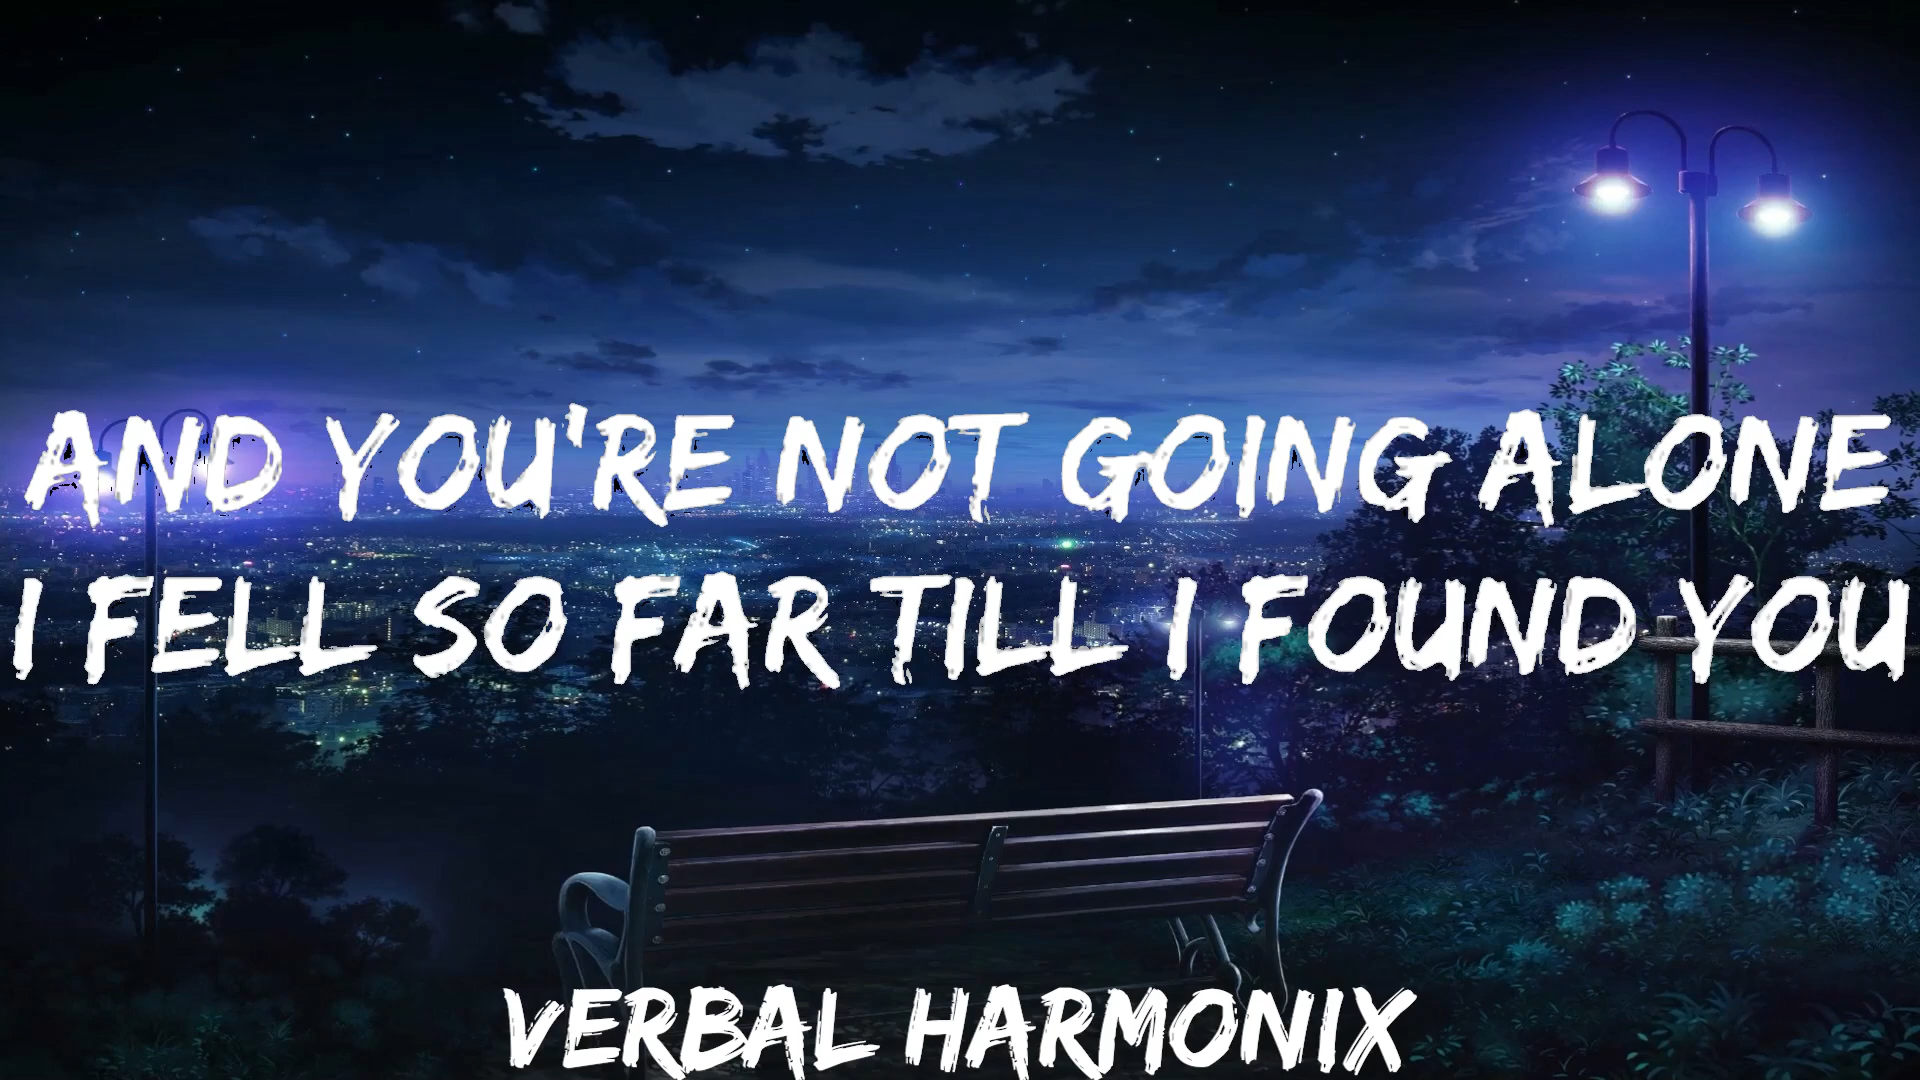 AND YOU'RE NOT GOING ALONE
I FELL SO FAR TILL I FOUND YOU
VERBAL HARMONIX